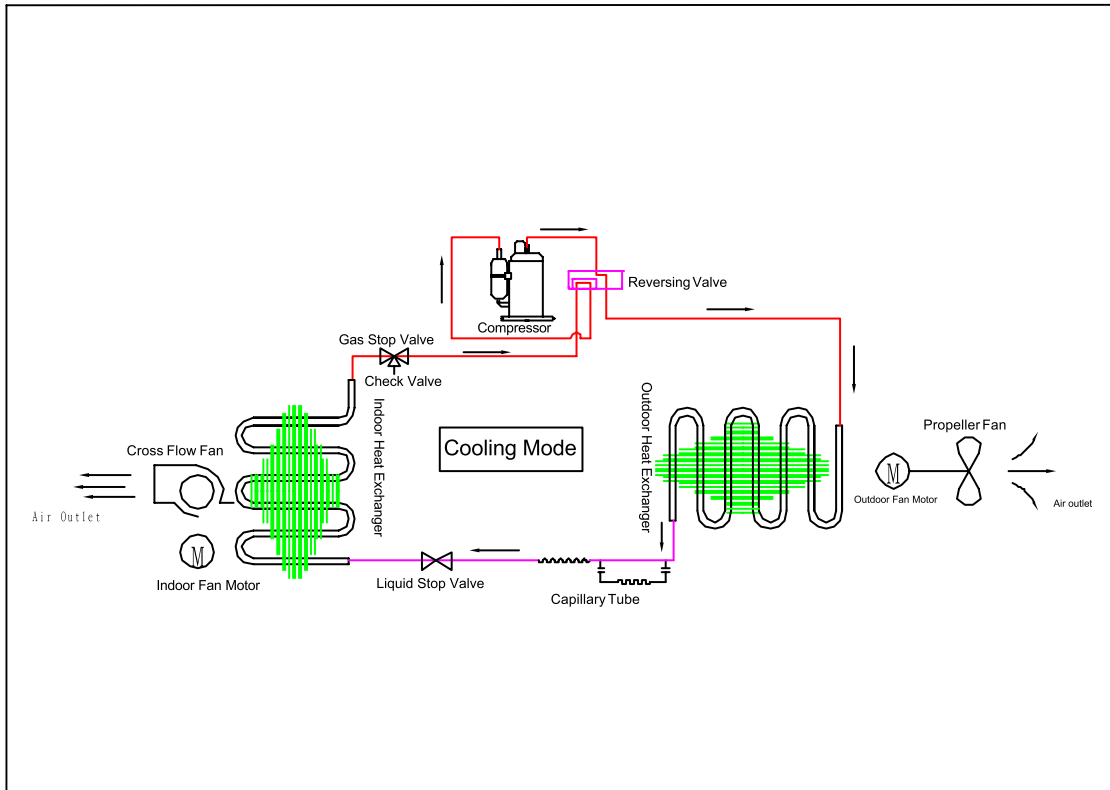 Reversing Valve
Compressor
Gas Stop Valve
Check Valve
Indoor Heat Exchanger
Outdoor Heat Exchanger
Cooling Mode
Propeller Fan
Cross Flow Fan
M
Outdoor Fan Motor
Air outlet
Air Outlet
M
Indoor Fan Motor
Liquid Stop Valve
Capillary Tube